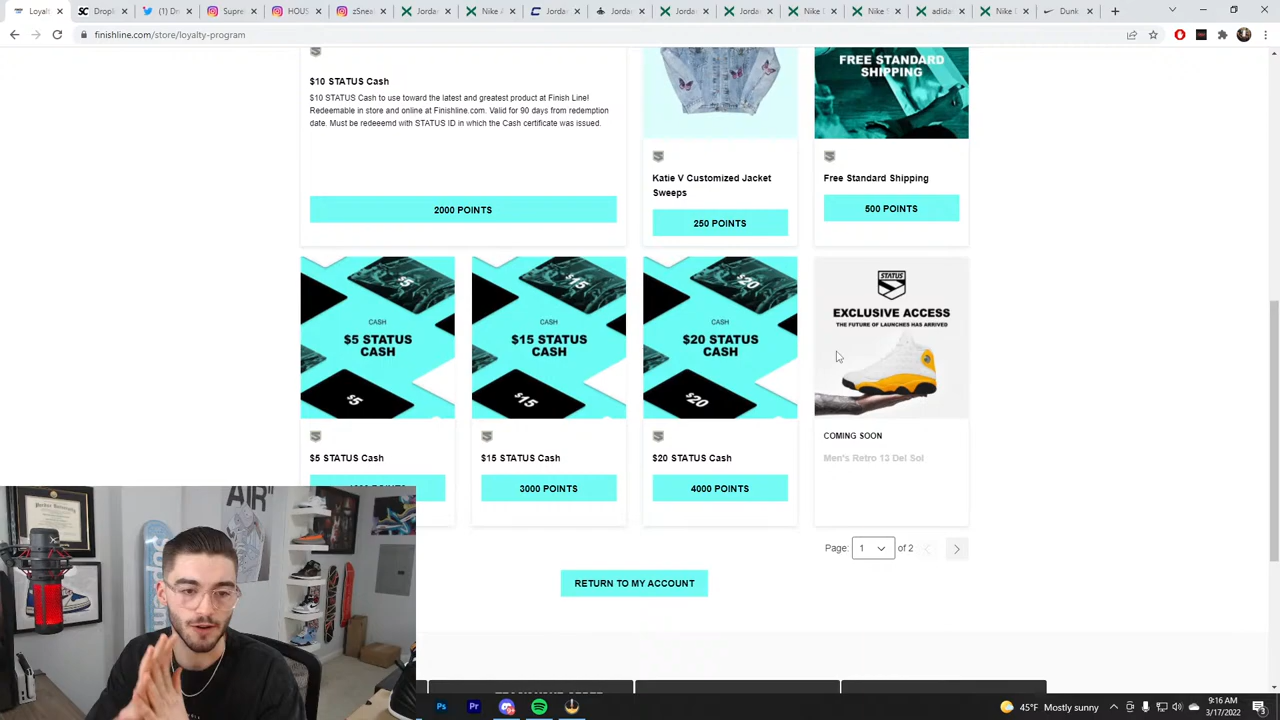 finishline.com/store/loyalty-program
$10 STATUS Cash
$10 STATUS Cash to use toward the latest and greatest product at Finish Line!
Redeemable in store and online at Finishline.com. Valid for 90 days from redemption
date. Must be redeeemd with STATUS ID in which the Cash certificate was issued.
2000 POINTS
Katie V Customized Jacket
Sweeps
250 POINTS
FREE STANDARD
SHIPPING
Free Standard Shipping
500 POINTS
CASH
$5 STATUS
CASH
$5
$5
$5 STATUS Cash
CASH
$15 STATUS
CASH
$15
$15
$15 STATUS Cash
3000 POINTS
CASH
$20 STATUS
CASH
$20
$20
$20 STATUS Cash
4000 POINTS
STATUS
EXCLUSIVE ACCESS
THE FUTURE OF LAUNCHES HAS ARRIVED
COMING SOON
Men's Retro 13 Del Sol
Page: 1 of 2
RETURN TO MY ACCOUNT
AIR
45°F Mostly sunny
9:16 AM
3/17/2022